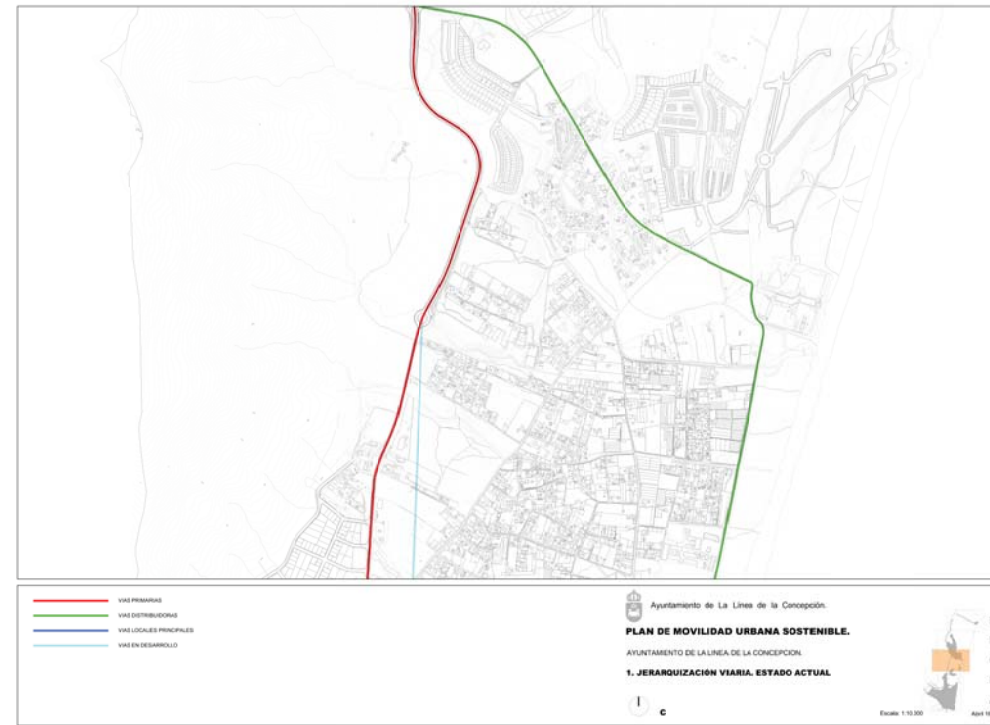 VIAS PRIMARIAS
VIAS DISTRIBUIDORAS
VIAS LOCALES PRINCIPALES
VIAS EN DESARROLLO
Ayuntamiento de La Línea de la Concepción.
PLAN DE MOVILIDAD URBANA SOSTENIBLE.
AYUNTAMIENTO DE LA LINEA DE LA CONCEPCION.
1. JERARQUIZACIÓN VIARIA. ESTADO ACTUAL
C
Escala: 1:10.000
Abril